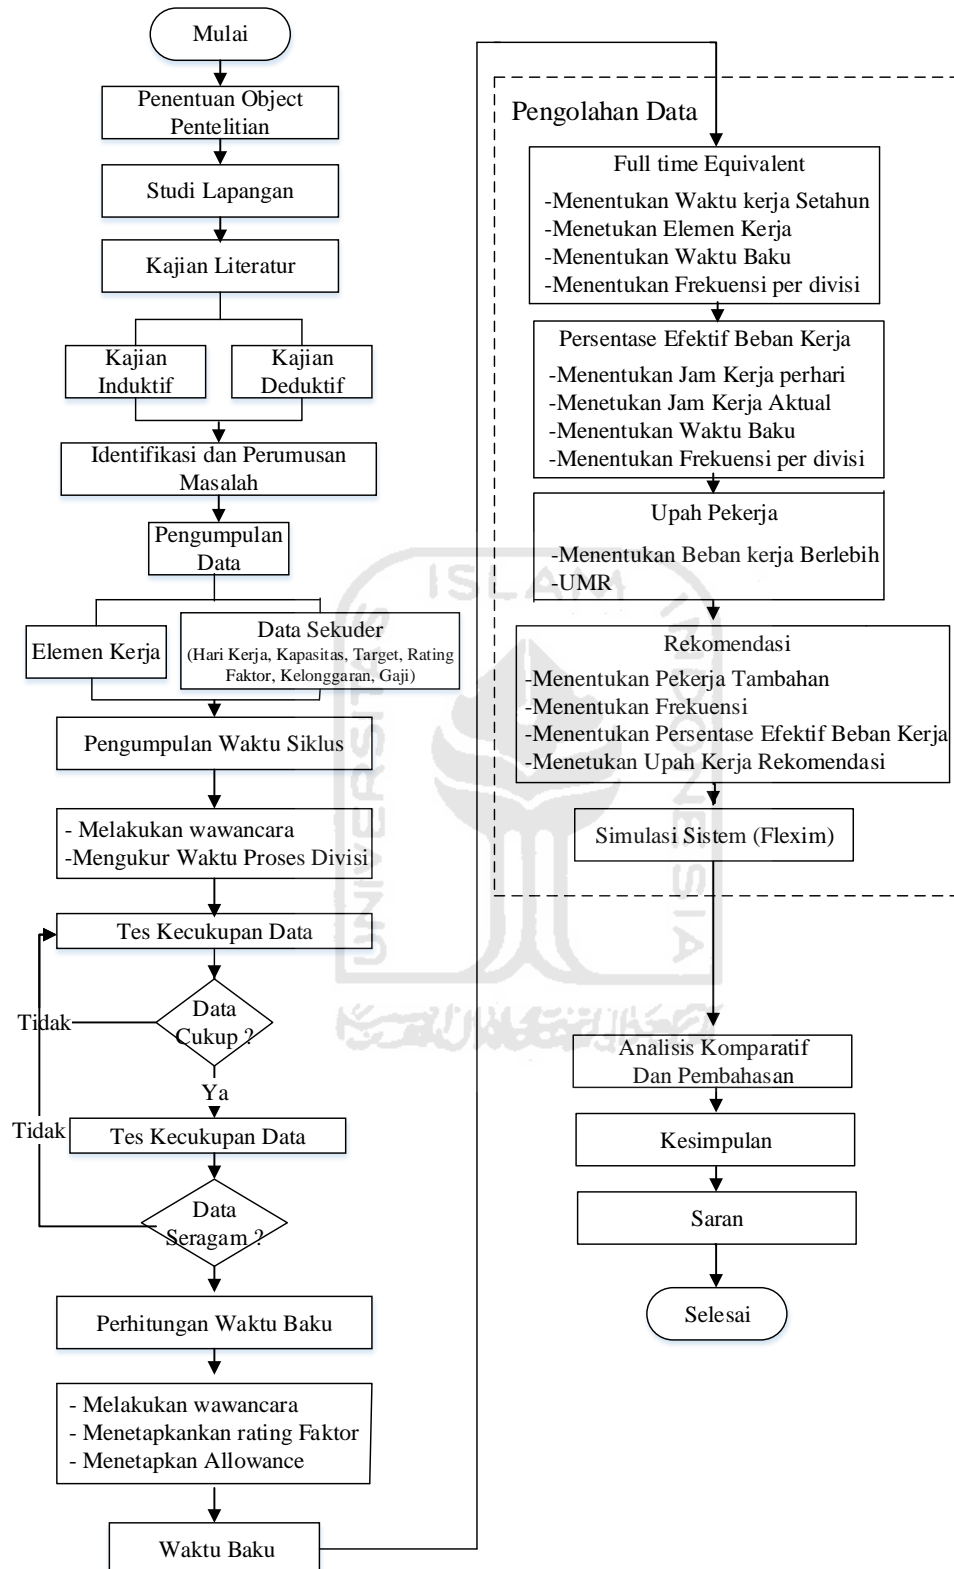 Mulai
Penentuan Object
Pentelitian
Studi Lapangan
Kajian Literatur
Kajian
Induktif
Kajian
Deduktif
Identifikasi dan Perumusan
Masalah
Pengumpulan
Data
Elemen Kerja
Data Sekuder
(Hari Kerja, Kapasitas, Target, Rating
Faktor, Kelonggaran, Gaji)
Pengumpulan Waktu Siklus
- Melakukan wawancara
-Mengukur Waktu Proses Divisi
Tes Kecukupan Data
Data
Cukup ?
Tidak
Ya
Tes Kecukupan Data
Tidak
Data
Seragam ?
Perhitungan Waktu Baku
- Melakukan wawancara
- Menetapkankan rating Faktor
- Menetapkan Allowance
Waktu Baku
Pengolahan Data
Full time Equivalent
-Menentukan Waktu kerja Setahun
-Menetukan Elemen Kerja
-Menentukan Waktu Baku
-Menentukan Frekuensi per divisi
Persentase Efektif Beban Kerja
-Menentukan Jam Kerja perhari
-Menetukan Jam Kerja Aktual
-Menentukan Waktu Baku
-Menentukan Frekuensi per divisi
Upah Pekerja
-Menentukan Beban kerja Berlebih
-UMR
Rekomendasi
-Menentukan Pekerja Tambahan
-Menentukan Frekuensi
-Menentukan Persentase Efektif Beban Kerja
-Menetukan Upah Kerja Rekomendasi
Simulasi Sistem (Flexim)
Analisis Komparatif
Dan Pembahasan
Kesimpulan
Saran
Selesai
UNIVERSITAS
ISLAM
INDONESIA